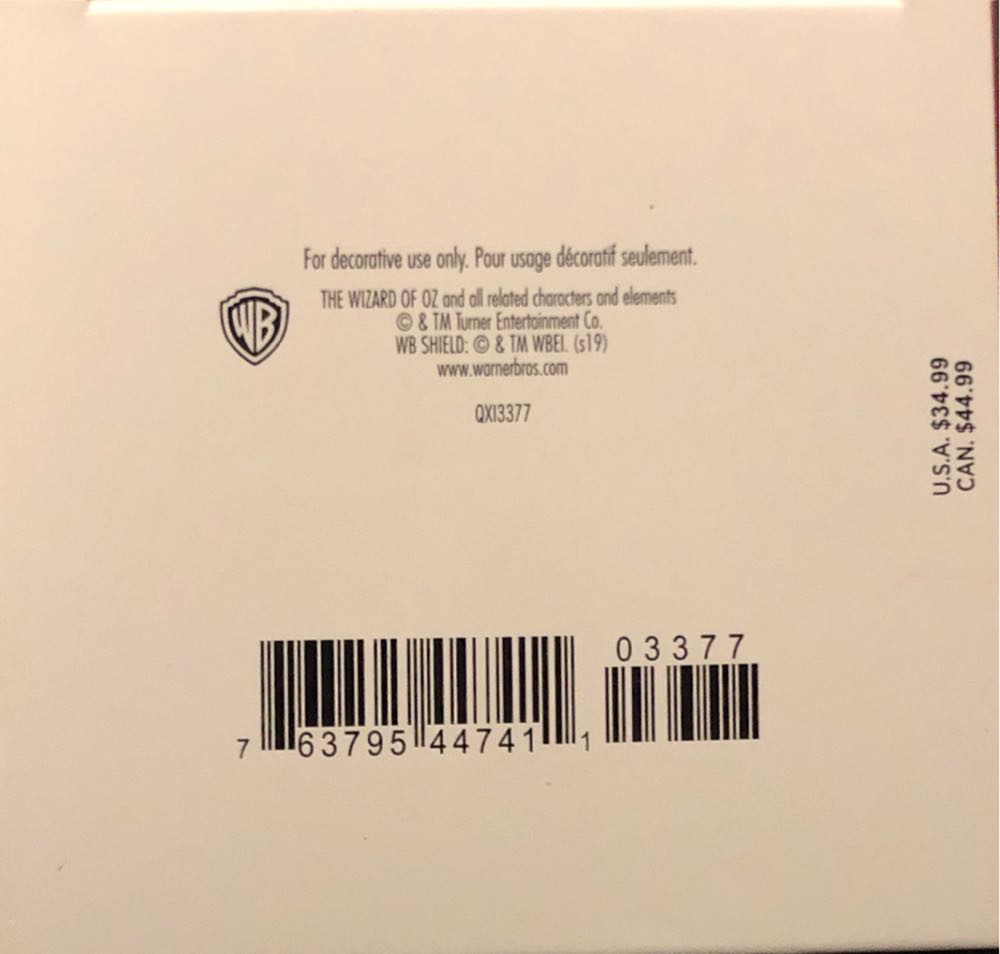 For decorative use only. Pour usage décoratif seulement.
WB
THE WIZARD OF OZ and all related characters and elements
© & TM Turner Entertainment Co.
WB SHIELD: © & TM WBEI. (s19)
www.warnerbros.com
QXI3377
U.S.A. $34.99
CAN. $44.99
03377
7 63795 44741 1